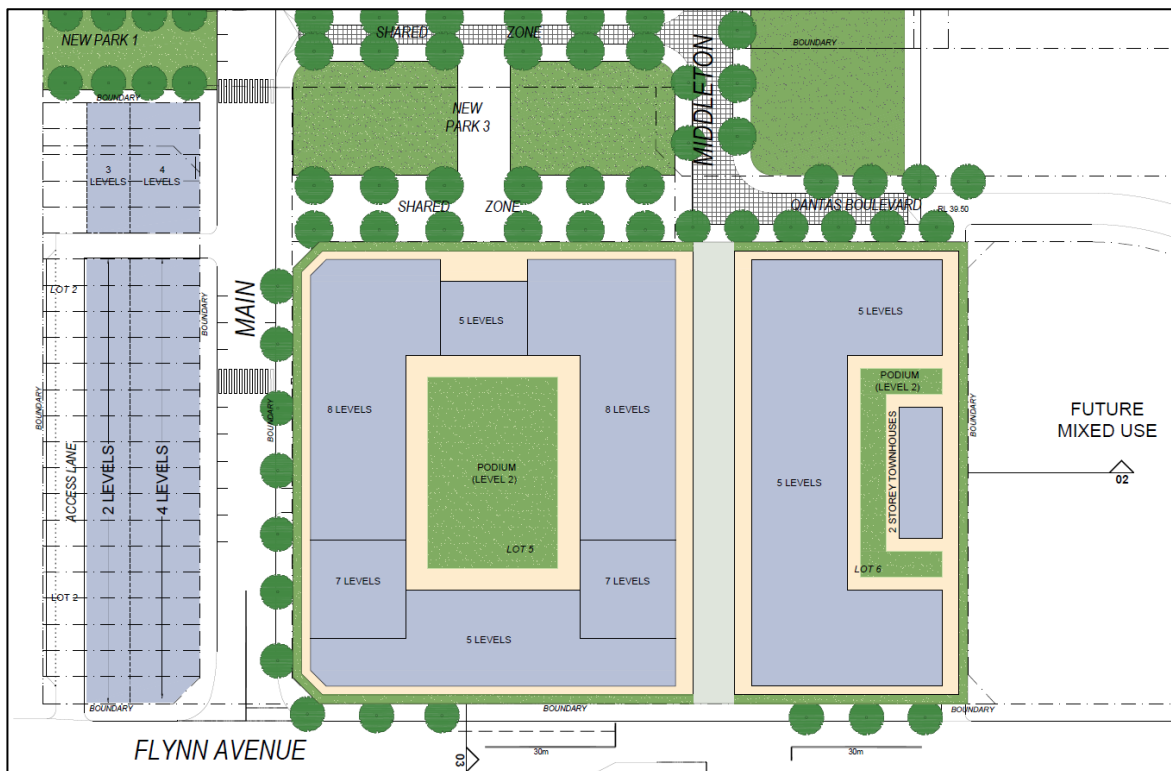 NEW PARK 1
SHARED ZONE
MIDDLETON
BOUNDARY
BOUNDARY
NEW
PARK 3
3
LEVELS
4
LEVELS
SHARED ZONE
QANTAS BOULEVARD
RL 39.50
LOT 2
BOUNDARY
MAIN
5 LEVELS
5 LEVELS
BOUNDARY
BOUNDARY
8 LEVELS
8 LEVELS
PODIUM
(LEVEL 2)
BOUNDARY
FUTURE
MIXED USE
ACCESS LANE
2 LEVELS
4 LEVELS
PODIUM
(LEVEL 2)
5 LEVELS
2 STOREY TOWNHOUSES
02
LOT 5
LOT 6
7 LEVELS
7 LEVELS
LOT 2
5 LEVELS
BOUNDARY
BOUNDARY
BOUNDARY
FLYNN AVENUE
03
30m
30m